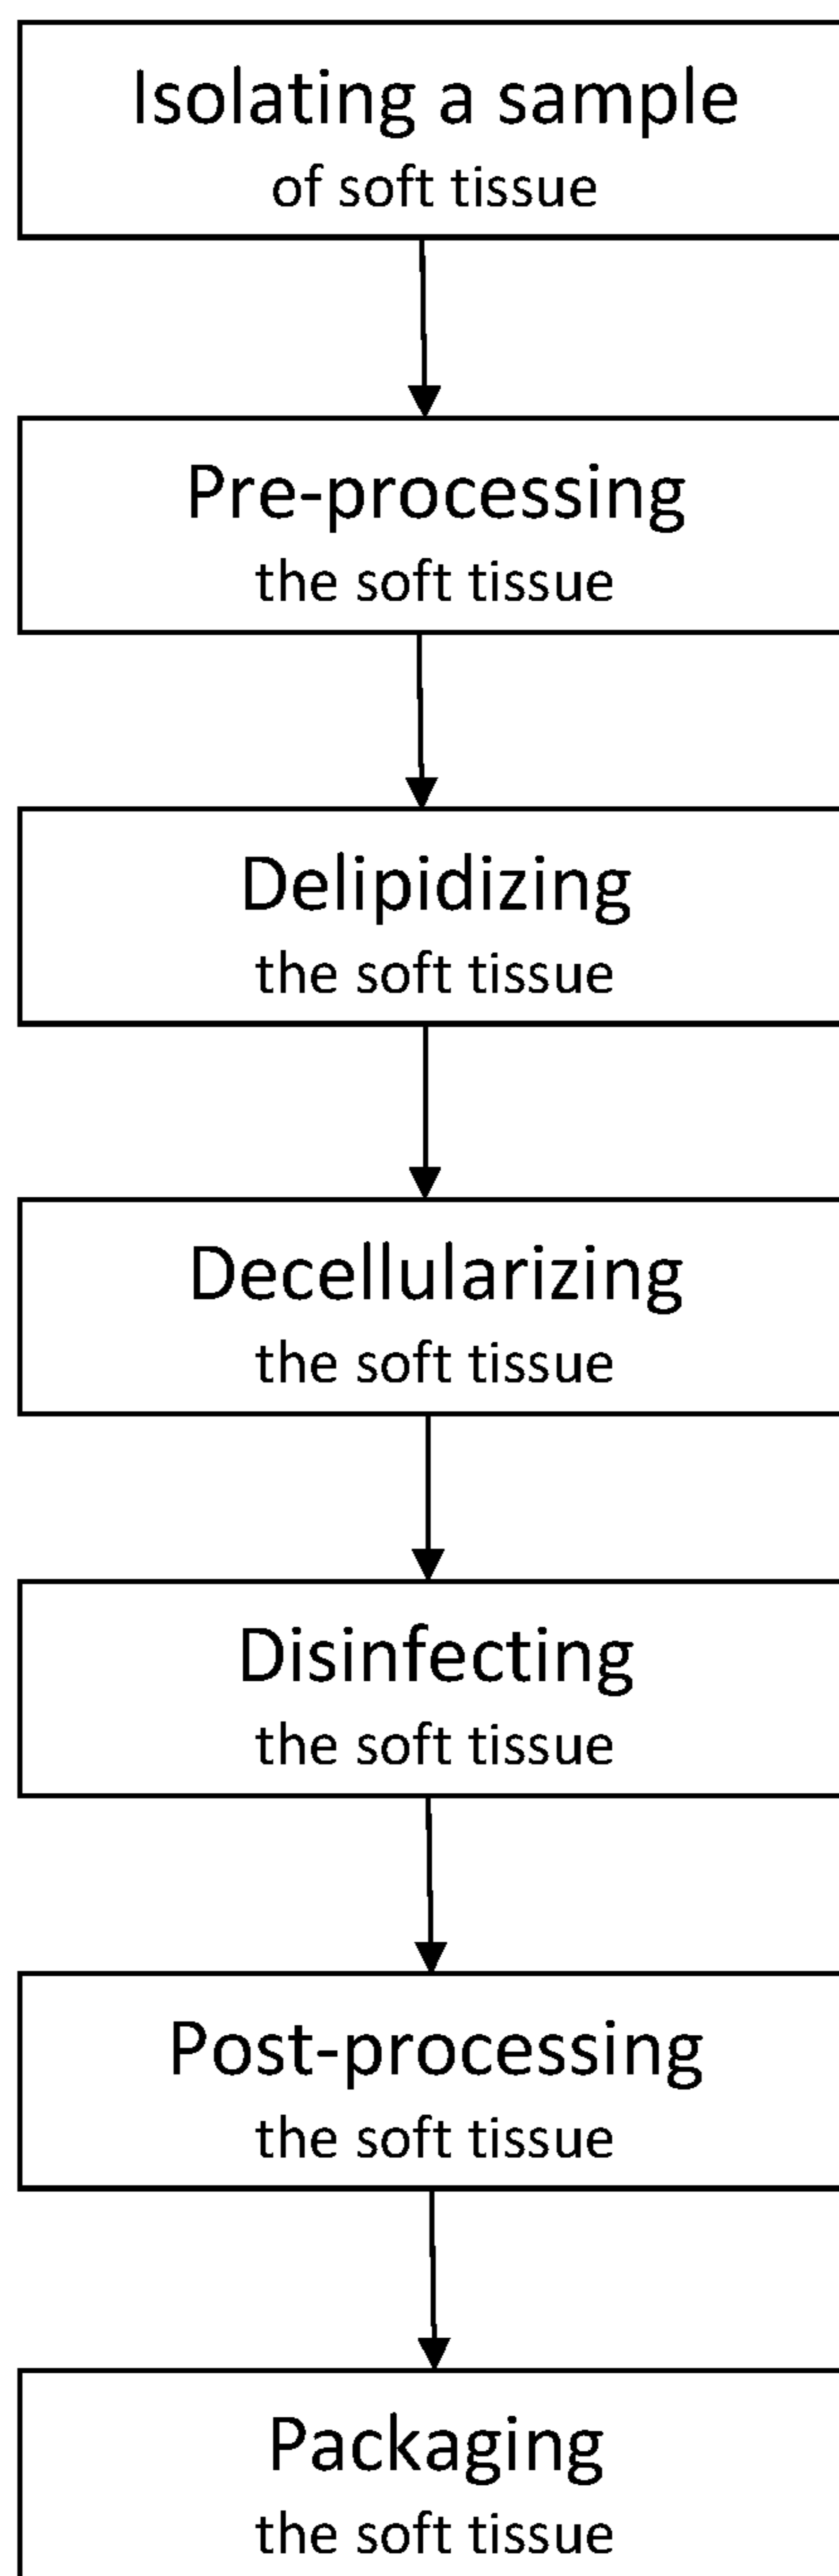 Isolating a sample
of soft tissue
Pre-processing
the soft tissue
Delipidizing
the soft tissue
Decellularizing
the soft tissue
Disinfecting
the soft tissue
Post-processing
the soft tissue
Packaging
the soft tissue